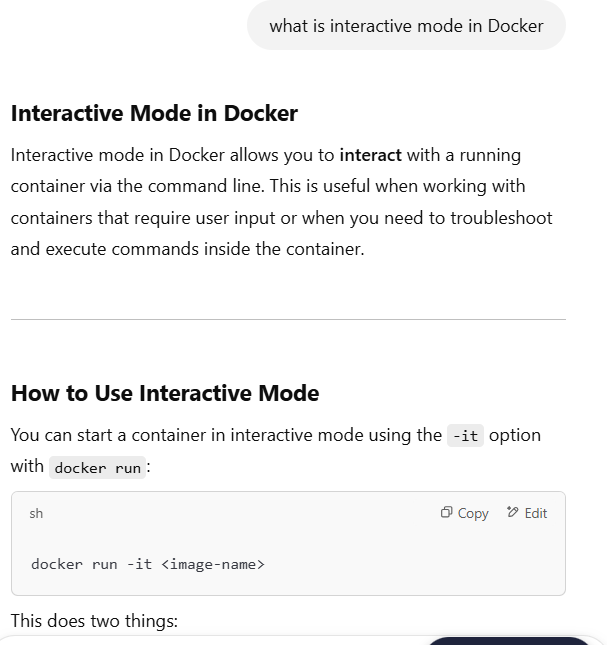 what is interactive mode in Docker
Interactive Mode in Docker
Interactive mode in Docker allows you to interact with a running
container via the command line. This is useful when working with
containers that require user input or when you need to troubleshoot
and execute commands inside the container.
How to Use Interactive Mode
You can start a container in interactive mode using the -it option
with docker run:
sh Copy Edit
docker run -it <image-name>
This does two things: